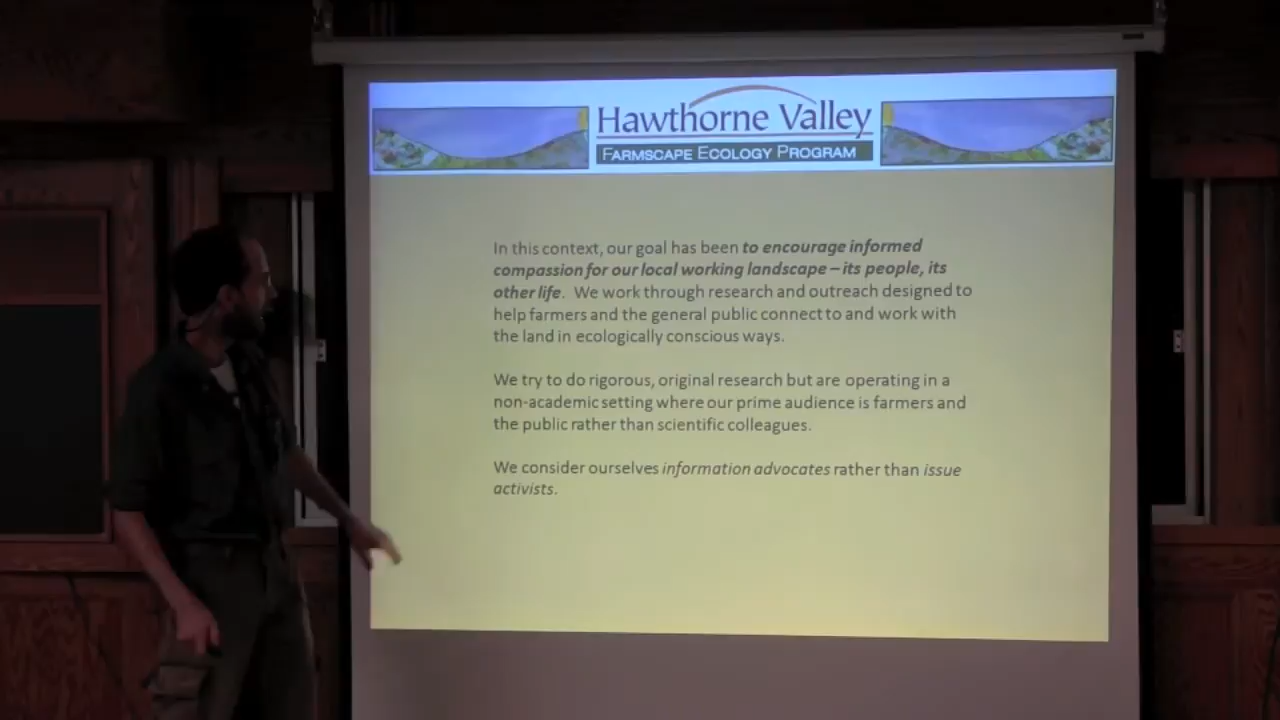 Hawthorne Valley
FARMSCAPE ECOLOGY PROGRAM
In this context, our goal has been to encourage informed
compassion for our local working landscape – its people, its
other life. We work through research and outreach designed to
help farmers and the general public connect to and work with
the land in ecologically conscious ways.
We try to do rigorous, original research but are operating in a
non-academic setting where our prime audience is farmers and
the public rather than scientific colleagues.
We consider ourselves information advocates rather than issue
activists.